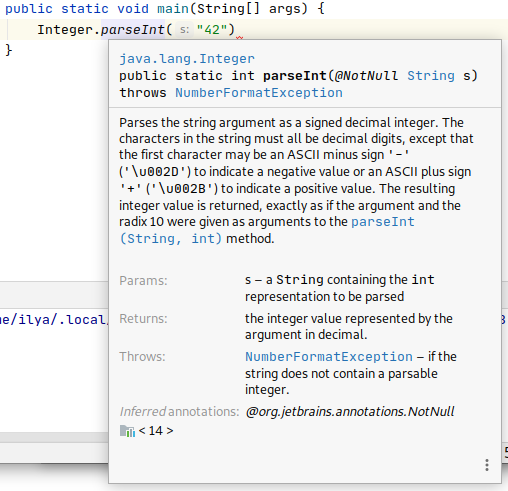 public static void main(String[] args) {
Integer.parseInt( s: "42")
}
java.lang.Integer
public static int parseInt(@NotNull String s)
throws NumberFormatException
Parses the string argument as a signed decimal integer. The
characters in the string must all be decimal digits, except that
the first character may be an ASCII minus sign '-'
('\u002D') to indicate a negative value or an ASCII plus sign
'+' ('\u002B') to indicate a positive value. The resulting
integer value is returned, exactly as if the argument and the
radix 10 were given as arguments to the parseInt
(String, int) method.
Params: s – a String containing the int
representation to be parsed
Returns: the integer value represented by the
argument in decimal.
Throws: NumberFormatException – if the
string does not contain a parsable
integer.
Inferred annotations: @org.jetbrains.annotations.NotNull
< 14 >
e/ilya/.local/